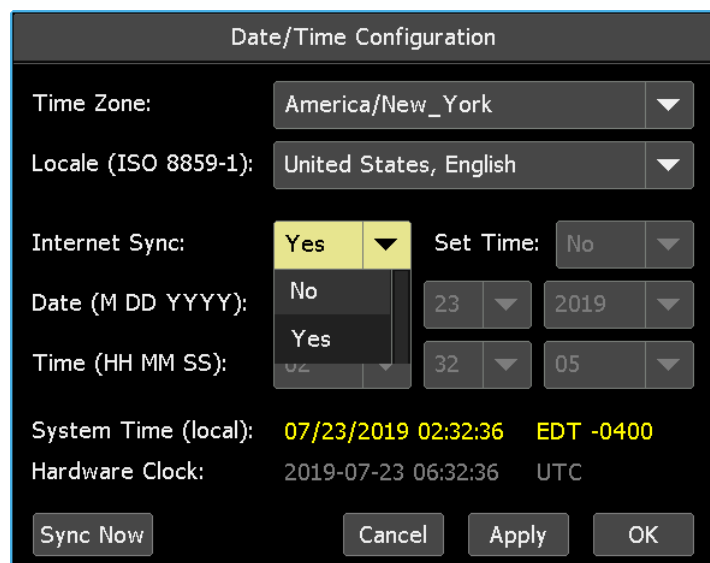 Date/Time Configuration
Time Zone: America/New_York
Locale (ISO 8859-1): United States, English
Internet Sync: Yes Set Time: No
No
Date (M DD YYYY): 23 2019
Yes
Time (HH MM SS): 02 32 05
System Time (local): 07/23/2019 02:32:36 EDT -0400
Hardware Clock: 2019-07-23 06:32:36 UTC
Sync Now Cancel Apply OK